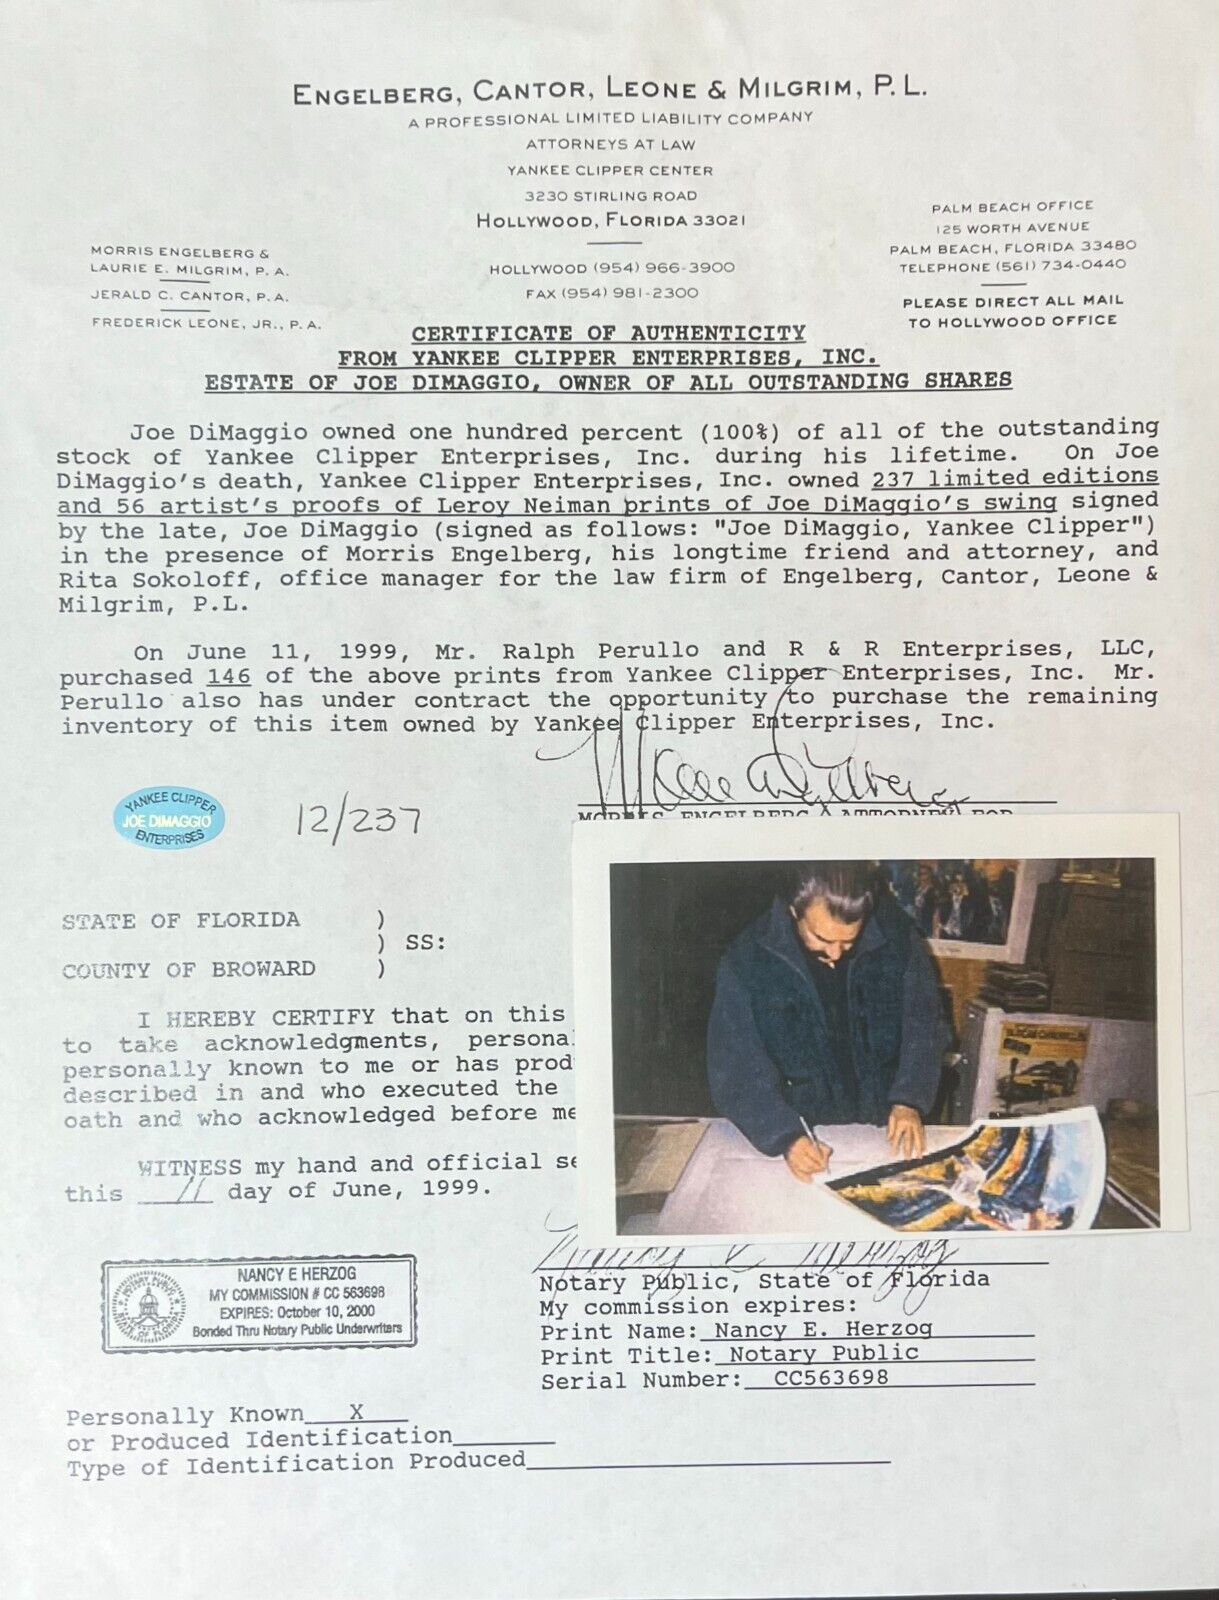 ENGELBERG, CANTOR, LEONE & MILGRIM, P.L.
A PROFESSIONAL LIMITED LIABILITY COMPANY
ATTORNEYS AT LAW
YANKEE CLIPPER CENTER
3230 STIRLING ROAD
HOLLYWOOD, FLORIDA 33021
HOLLYWOOD (954) 966-3900
FAX (954) 981-2300
MORRIS ENGELBERG &
LAURIE E. MILGRIM, P.A.
JERALD C. CANTOR, P.A.
FREDERICK LEONE, JR., P.A.
PALM BEACH OFFICE
125 WORTH AVENUE
PALM BEACH, FLORIDA 33480
TELEPHONE (561) 734-0440
PLEASE DIRECT ALL MAIL
TO HOLLYWOOD OFFICE
CERTIFICATE OF AUTHENTICITY
FROM YANKEE CLIPPER ENTERPRISES, INC.
ESTATE OF JOE DIMAGGIO, OWNER OF ALL OUTSTANDING SHARES
Joe DiMaggio owned one hundred percent (100%) of all of the outstanding
stock of Yankee Clipper Enterprises, Inc. during his lifetime. On Joe
DiMaggio's death, Yankee Clipper Enterprises, Inc. owned 237 limited editions
and 56 artist's proofs of Leroy Neiman prints of Joe DiMaggio's swing signed
by the late, Joe DiMaggio (signed as follows: "Joe DiMaggio, Yankee Clipper")
in the presence of Morris Engelberg, his longtime friend and attorney, and
Rita Sokoloff, office manager for the law firm of Engelberg, Cantor, Leone &
Milgrim, P.L.
On June 11, 1999, Mr. Ralph Perullo and R & R Enterprises, LLC,
purchased 146 of the above prints from Yankee Clipper Enterprises, Inc. Mr.
Perullo also has under contract the opportunity to purchase the remaining
inventory of this item owned by Yankee Clipper Enterprises, Inc.
MORRIS ENGELBERG, ATTORNEY FOR
YANKEE CLIPPER
JOE DIMAGGIO
ENTERPRISES
12/237
STATE OF FLORIDA )
) SS:
COUNTY OF BROWARD )
I HEREBY CERTIFY that on this
to take acknowledgments, persona
personally known to me or has prod
described in and who executed the
oath and who acknowledged before me
WITNESS my hand and official se
this 11 day of June, 1999.
NANCY E HERZOG
MY COMMISSION # CC 563698
EXPIRES: October 10, 2000
Bonded Thru Notary Public Underwriters
Nancy E Herzog
Notary Public, State of Florida
My commission expires:
Print Name: Nancy E. Herzog
Print Title: Notary Public
Serial Number: CC563698
Personally Known X
or Produced Identification
Type of Identification Produced